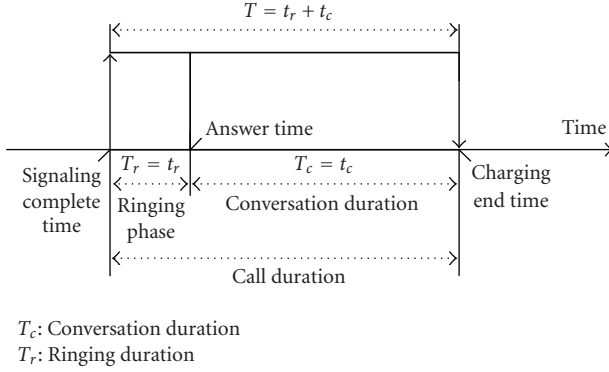 T = t_r + t_c
Answer time
Time
Signaling
complete
time
T_r = t_r
T_c = t_c
Charging
end time
Ringing
phase
Conversation duration
Call duration
T_c: Conversation duration
T_r: Ringing duration